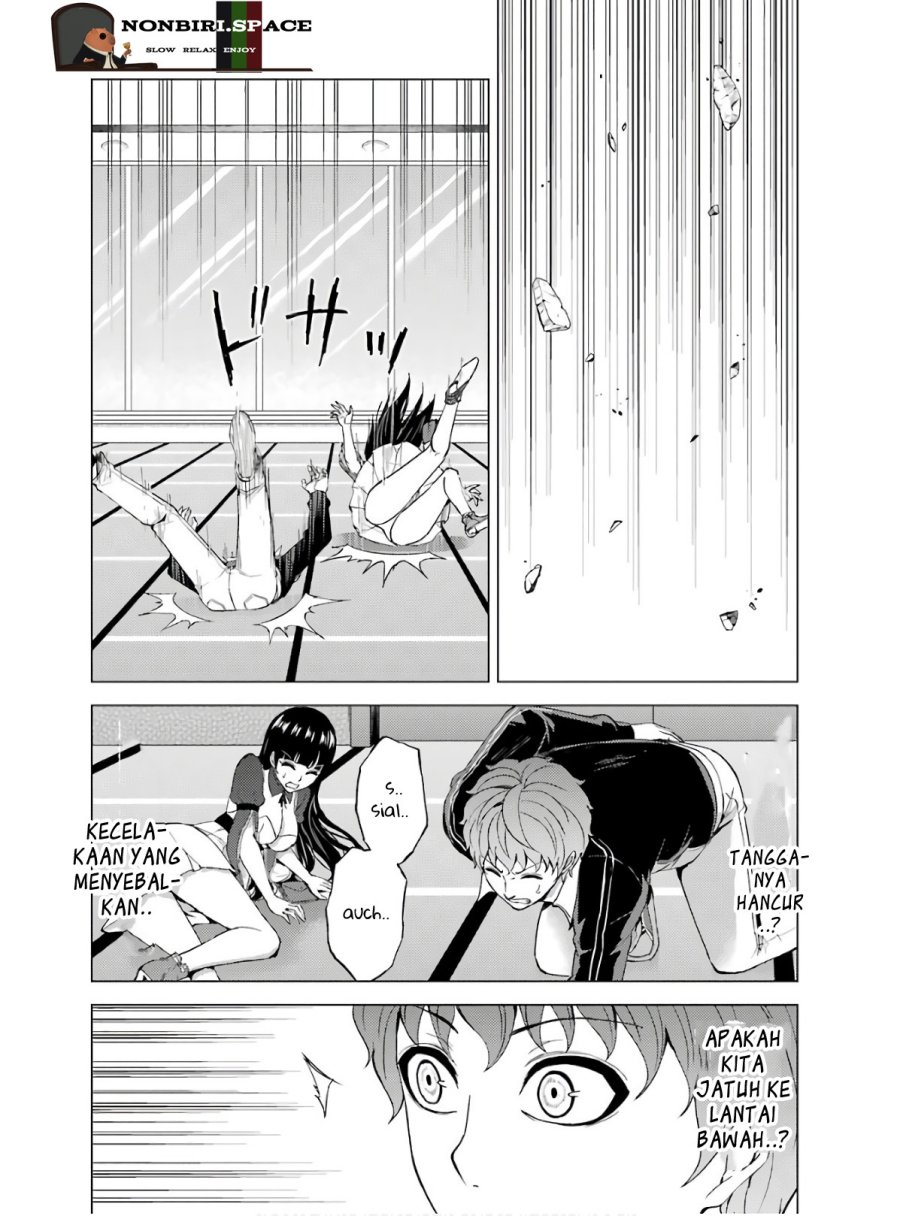 NONBIRI.SPACE
SLOW RELAX ENJOY
ドサッ
TANGGA-
NYA
HANCUR
..?
S..
SIAL..
AUCH..
KECELA-
KAAN YANG
MENYEBAL-
KAN..
APAKAH
KITA
JATUH KE
LANTAI
BAWAH..?